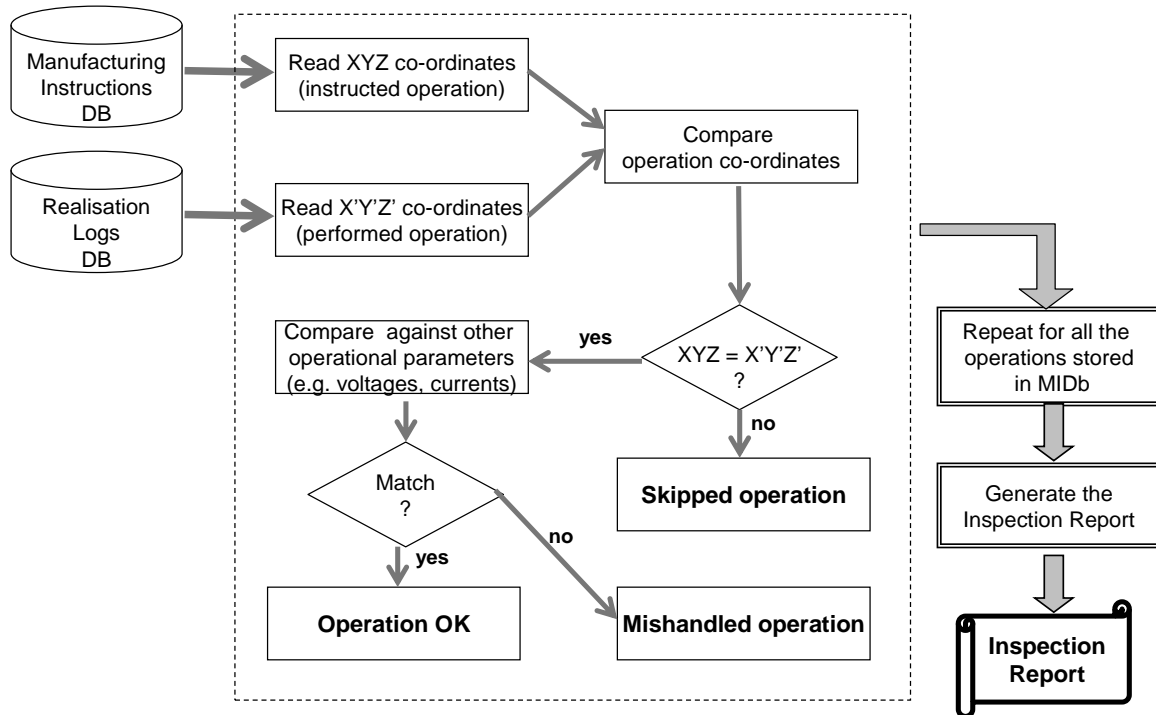 Manufacturing
Instructions
DB
Read XYZ co-ordinates
(instructed operation)
Compare
operation co-ordinates
Realisation
Logs
DB
Read X'Y'Z' co-ordinates
(performed operation)
Compare  against other
operational parameters
(e.g. voltages, currents)
yes
XYZ = X'Y'Z'
?
no
Skipped operation
Match
?
no
yes
Operation OK
Mishandled operation
Repeat for all the
operations stored
in MIDb
Generate the
Inspection Report
Inspection
Report